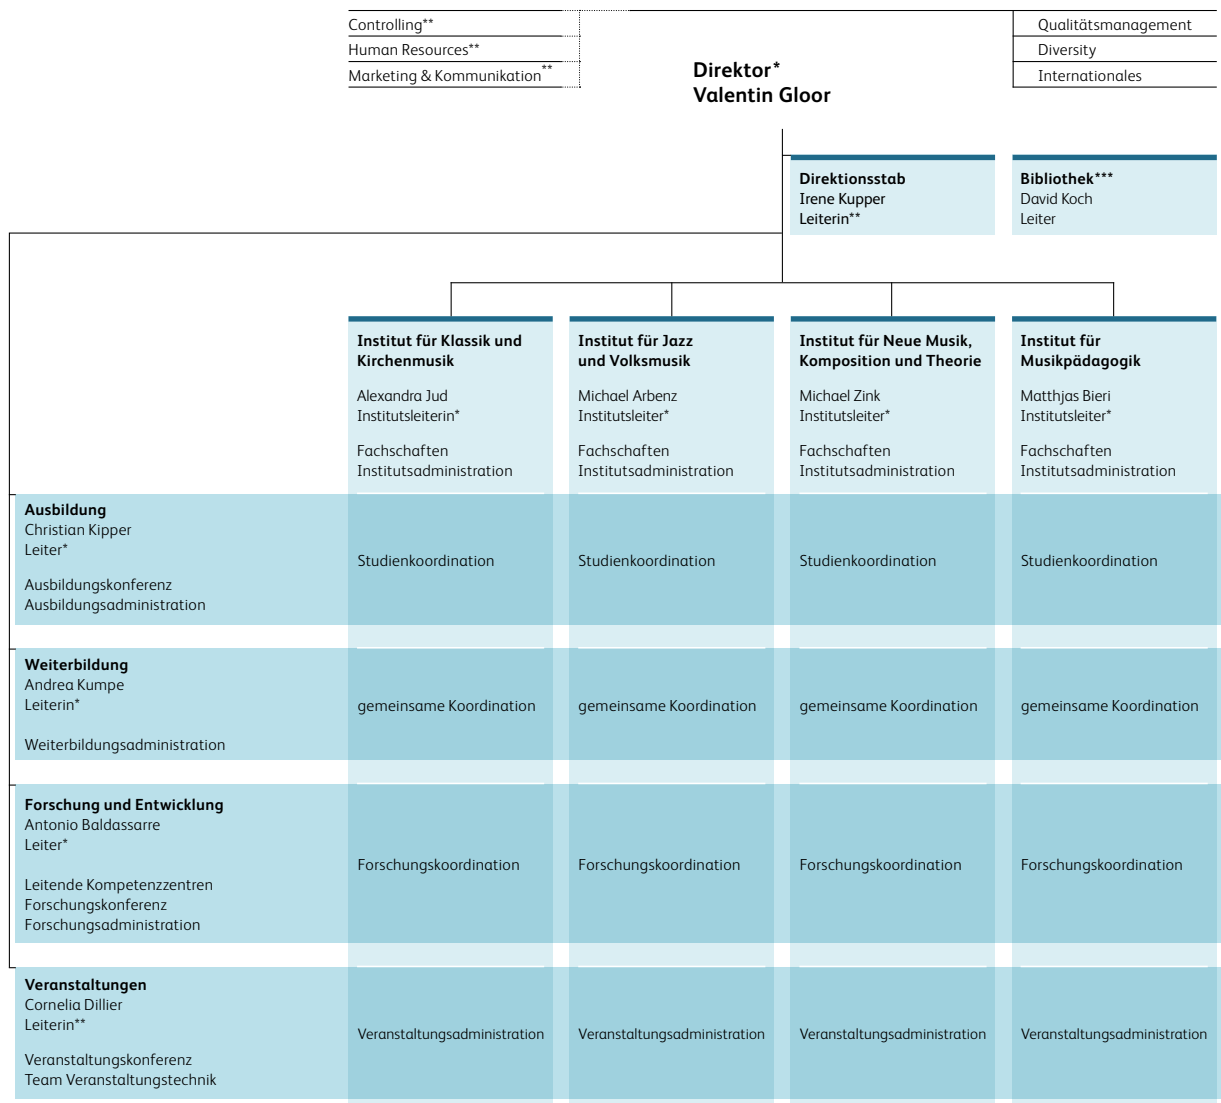 Controlling**
Human Resources**
Marketing & Kommunikation**
Direktor*
Valentin Gloor
Qualitätsmanagement
Diversity
Internationales
Direktionsstab
Irene Kupper
Leiterin**
Bibliothek***
David Koch
Leiter
Institut für Klassik und
Kirchenmusik
Alexandra Jud
Institutsleiterin*
Fachschaften
Institutsadministration
Institut für Jazz
und Volksmusik
Michael Arbenz
Institutsleiter*
Fachschaften
Institutsadministration
Institut für Neue Musik,
Komposition und Theorie
Michael Zink
Institutsleiter*
Fachschaften
Institutsadministration
Institut für
Musikpädagogik
Matthjas Bieri
Institutsleiter*
Fachschaften
Institutsadministration
Ausbildung
Christian Kipper
Leiter*
Ausbildungskonferenz
Ausbildungsadministration
Studienkoordination
Studienkoordination
Studienkoordination
Studienkoordination
Weiterbildung
Andrea Kumpe
Leiterin*
Weiterbildungsadministration
gemeinsame Koordination
gemeinsame Koordination
gemeinsame Koordination
gemeinsame Koordination
Forschung und Entwicklung
Antonio Baldassarre
Leiter*
Leitende Kompetenzzentren
Forschungskonferenz
Forschungsadministration
Forschungskoordination
Forschungskoordination
Forschungskoordination
Forschungskoordination
Veranstaltungen
Cornelia Dillier
Leiterin**
Veranstaltungskonferenz
Team Veranstaltungstechnik
Veranstaltungsadministration
Veranstaltungsadministration
Veranstaltungsadministration
Veranstaltungsadministration